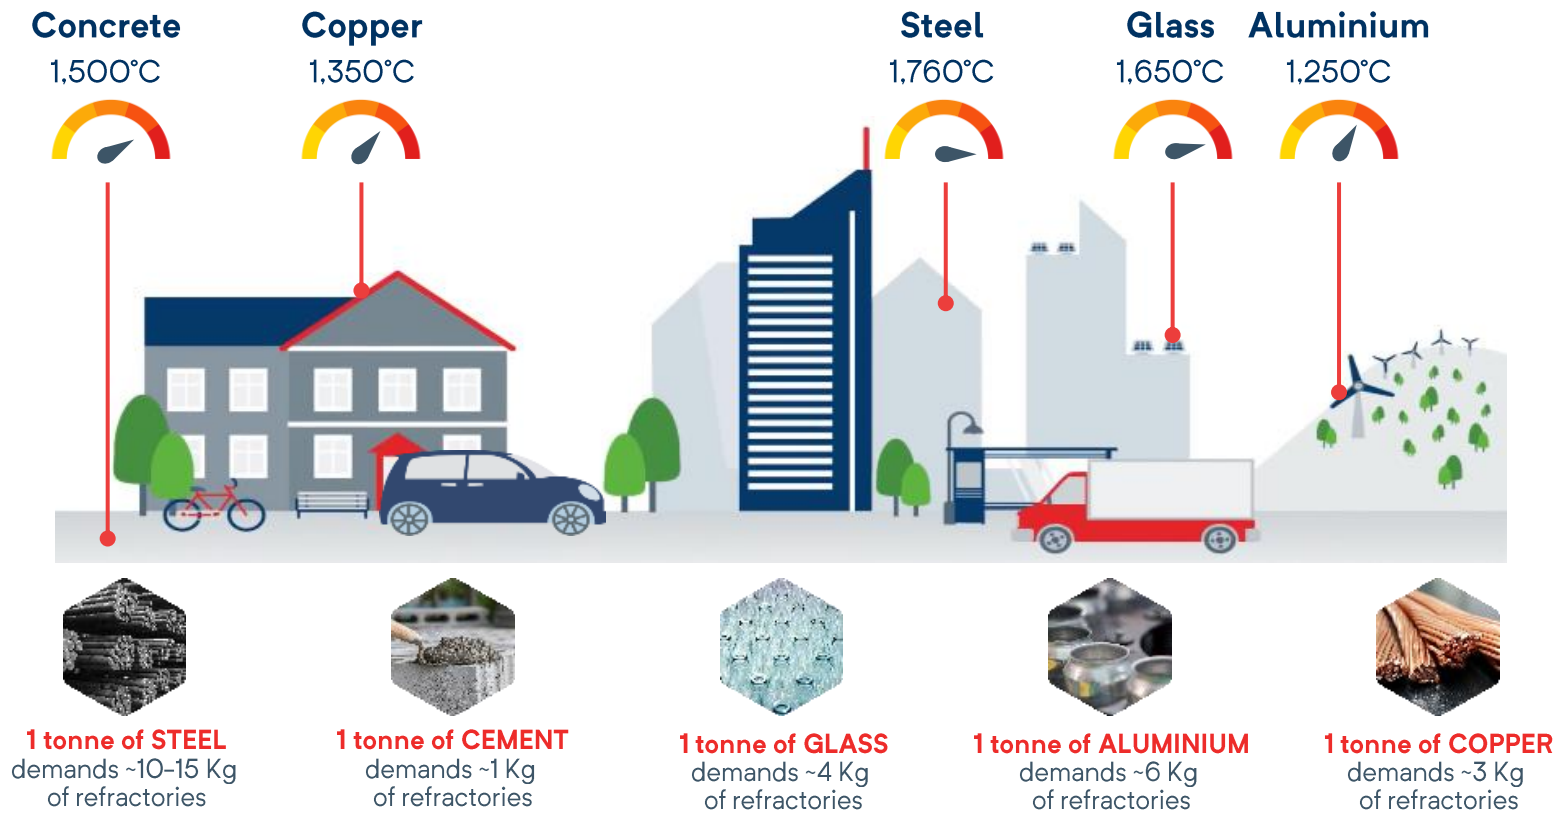 Concrete
1,500°C
Copper
1,350°C
Steel
1,760°C
Glass
1,650°C
Aluminium
1,250°C
1 tonne of STEEL
demands ~10-15 Kg
of refractories
1 tonne of CEMENT
demands ~1 Kg
of refractories
1 tonne of GLASS
demands ~4 Kg
of refractories
1 tonne of ALUMINIUM
demands ~6 Kg
of refractories
1 tonne of COPPER
demands ~3 Kg
of refractories